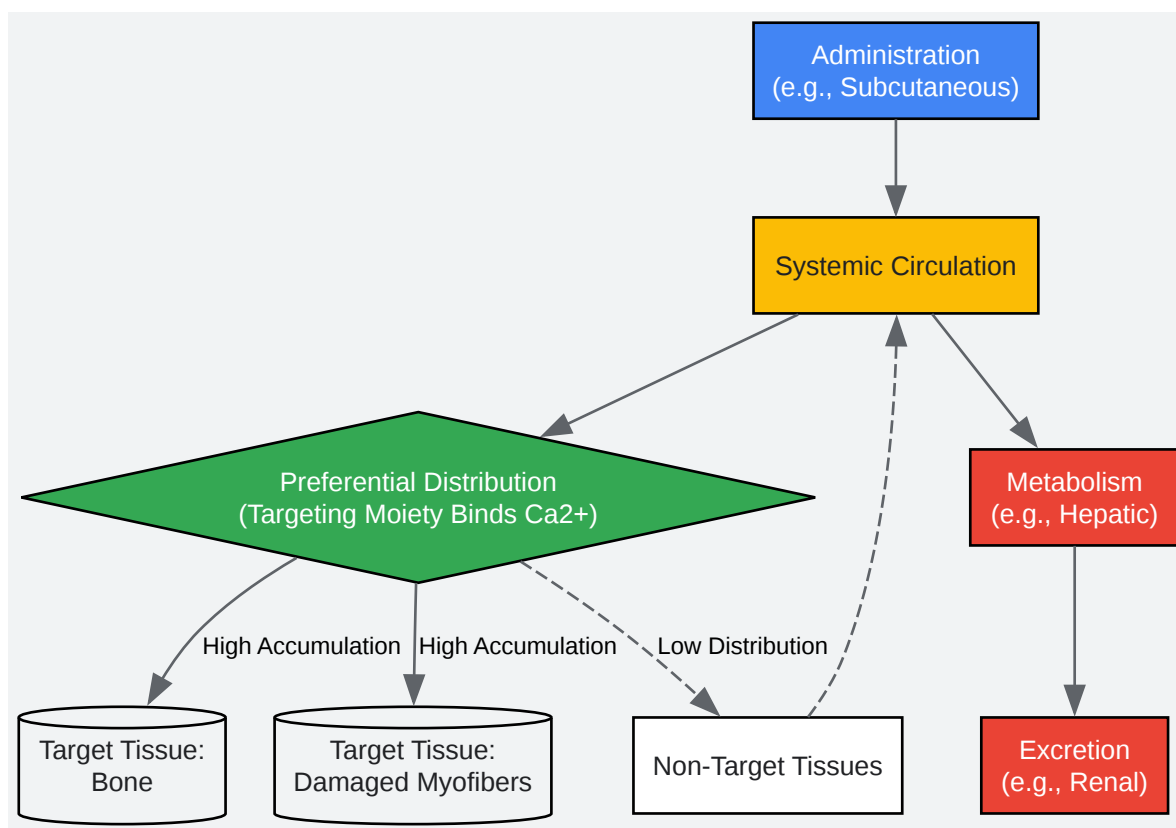 Administration
(e.g., Subcutaneous)
Systemic Circulation
Preferential Distribution
(Targeting Moiety Binds Ca2+)
Metabolism
(e.g., Hepatic)
High Accumulation
High Accumulation
Low Distribution
Target Tissue:
Bone
Target Tissue:
Damaged Myofibers
Non-Target Tissues
Excretion
(e.g., Renal)